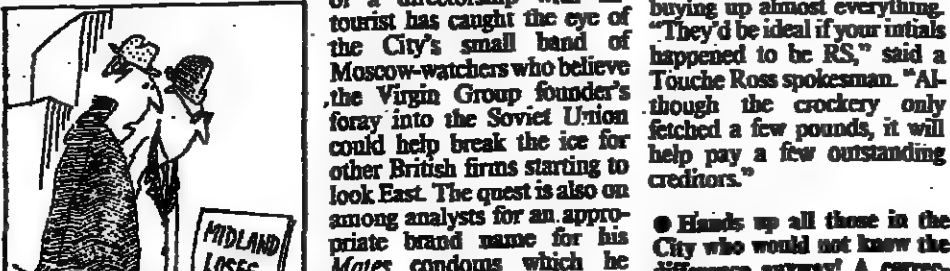 MIDLAND
LOSES
tourist has caught the eye of
the City's small band of
Moscow-watchers who believe
the Virgin Group founder's
foray into the Soviet Union
could help break the ice for
other British firms starting to
look East. The quest is also on
among analysts for an appro-
priate brand name for his
Mates condoms which he
buying up almost everything.
"They'd be ideal if your intials
happened to be RS," said a
Touche Ross spokesman. "Al-
though the crockery only
fetched a few pounds, it will
help pay a few outstanding
creditors."
● Hands up all those in the
City who would not know the